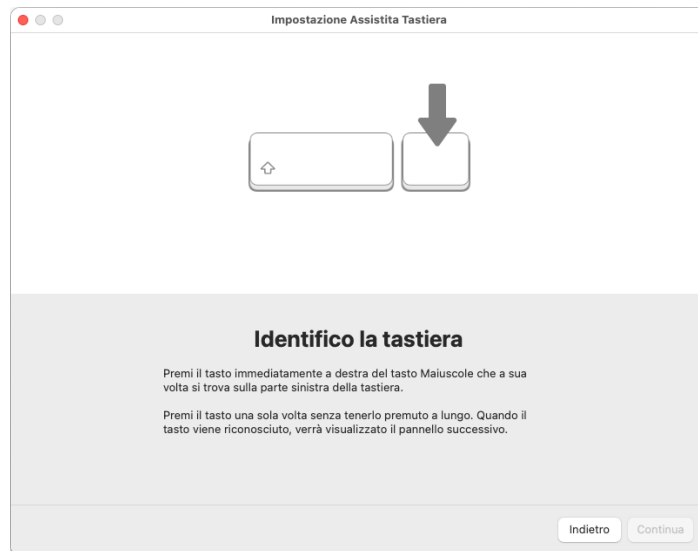 Impostazione Assistita Tastiera
Identifico la tastiera
Premi il tasto immediatamente a destra del tasto Maiuscole che a sua
volta si trova sulla parte sinistra della tastiera.
Premi il tasto una sola volta senza tenerlo premuto a lungo. Quando il
tasto viene riconosciuto, verrà visualizzato il pannello successivo.
Indietro
Continua